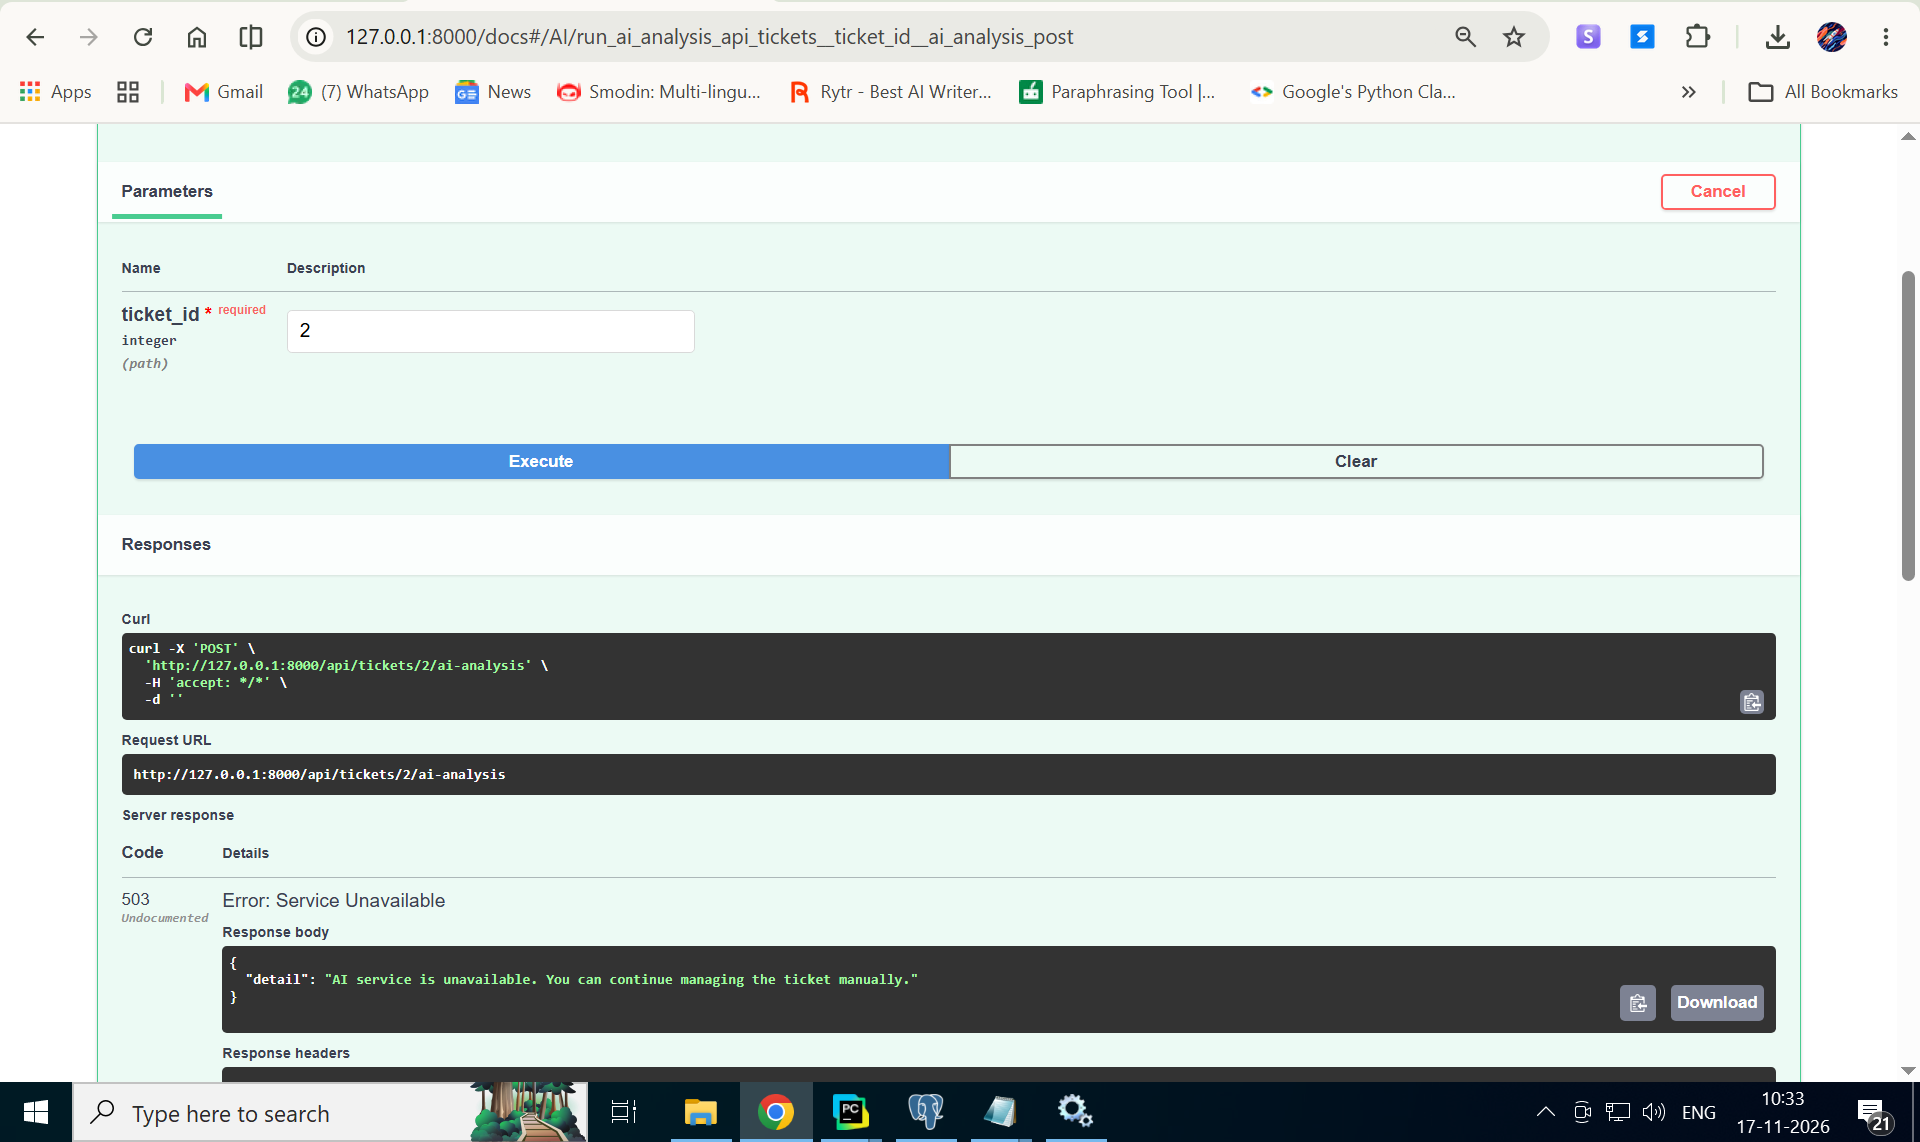 127.0.0.1:8000/docs#/AI/run_ai_analysis_api_tickets__ticket_id__ai_analysis_post
S
Apps
Gmail
24
(7) WhatsApp
GE
News
Smodin: Multi-lingu...
Rytr - Best AI Writer...
Paraphrasing Tool |...
Google's Python Cla...
»
All Bookmarks
Parameters
Cancel
Name
Description
ticket_id * required
integer
(path)
2
Execute
Clear
Responses
Curl
curl -X 'POST' \
'http://127.0.0.1:8000/api/tickets/2/ai-analysis' \
-H 'accept: */*' \
-d ''
Request URL
http://127.0.0.1:8000/api/tickets/2/ai-analysis
Server response
Code
Details
503
Undocumented
Error: Service Unavailable
Response body
{
"detail": "AI service is unavailable. You can continue managing the ticket manually."
}
Download
Response headers
Type here to search
PC
ENG
10:33
17-11-2026
21